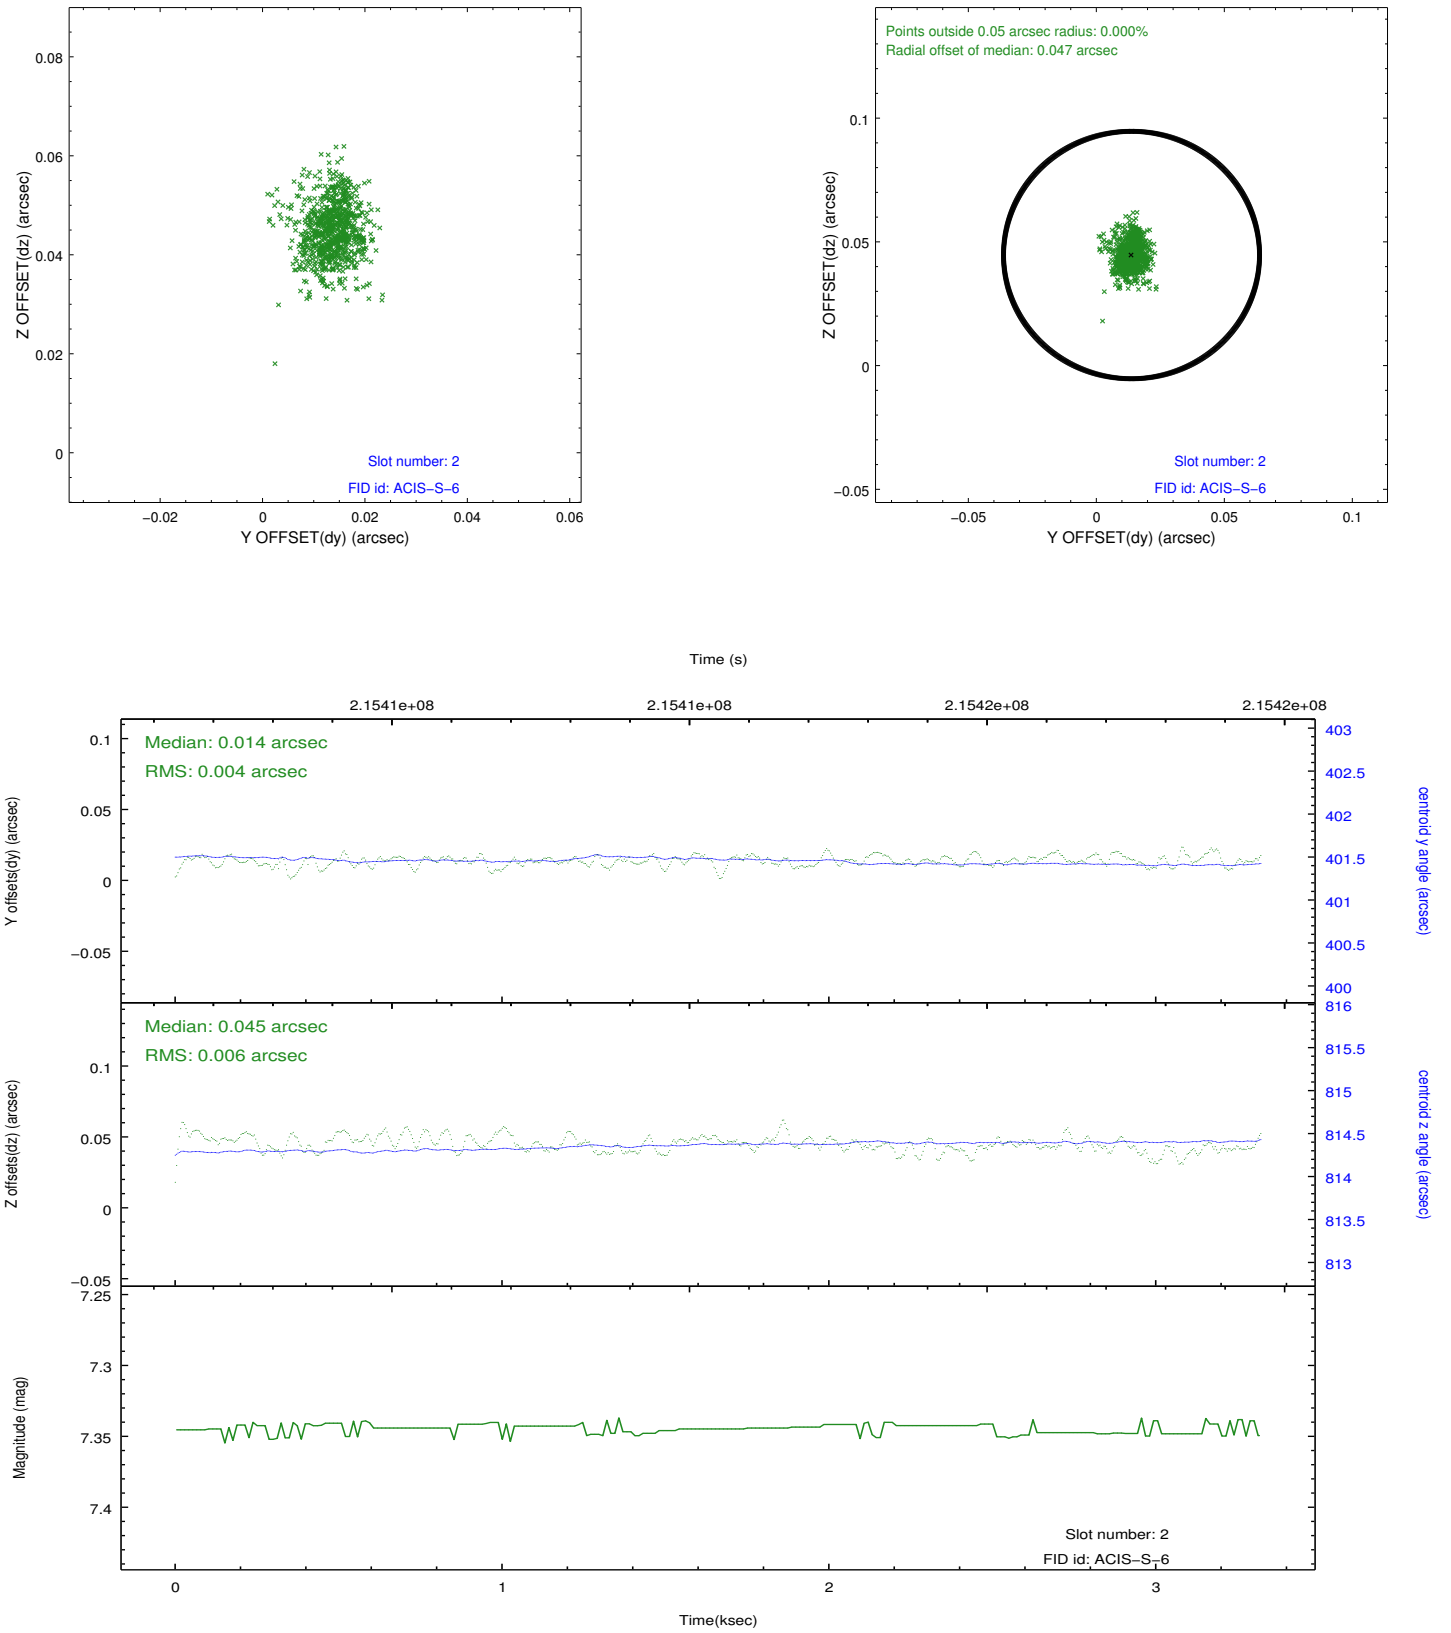 0.08
0.06
0.04
0.02
0
Z OFFSET(dz) (arcsec)
Slot number: 2
FID id: ACIS−S−6
−0.02 0 0.02 0.04 0.06
Y OFFSET(dy) (arcsec)
Points outside 0.05 arcsec radius: 0.000%
Radial offset of median: 0.047 arcsec
0.1
0.05
0
−0.05
Z OFFSET(dz) (arcsec)
Slot number: 2
FID id: ACIS−S−6
−0.05 0 0.05 0.1
Y OFFSET(dy) (arcsec)
Time (s)
2.1541e+08 2.1541e+08 2.1542e+08 2.1542e+08
Median: 0.014 arcsec
RMS: 0.004 arcsec
0.1
0.05
0
−0.05
Y offsets(dy) (arcsec)
403
402.5
402
401.5
401
400.5
400
centroid y angle (arcsec)
Median: 0.045 arcsec
RMS: 0.006 arcsec
0.1
0.05
0
−0.05
Z offsets(dz) (arcsec)
816
815.5
815
814.5
814
813.5
813
centroid z angle (arcsec)
7.25
7.3
7.35
7.4
Magnitude (mag)
Slot number: 2
FID id: ACIS−S−6
0 1 2 3
Time(ksec)